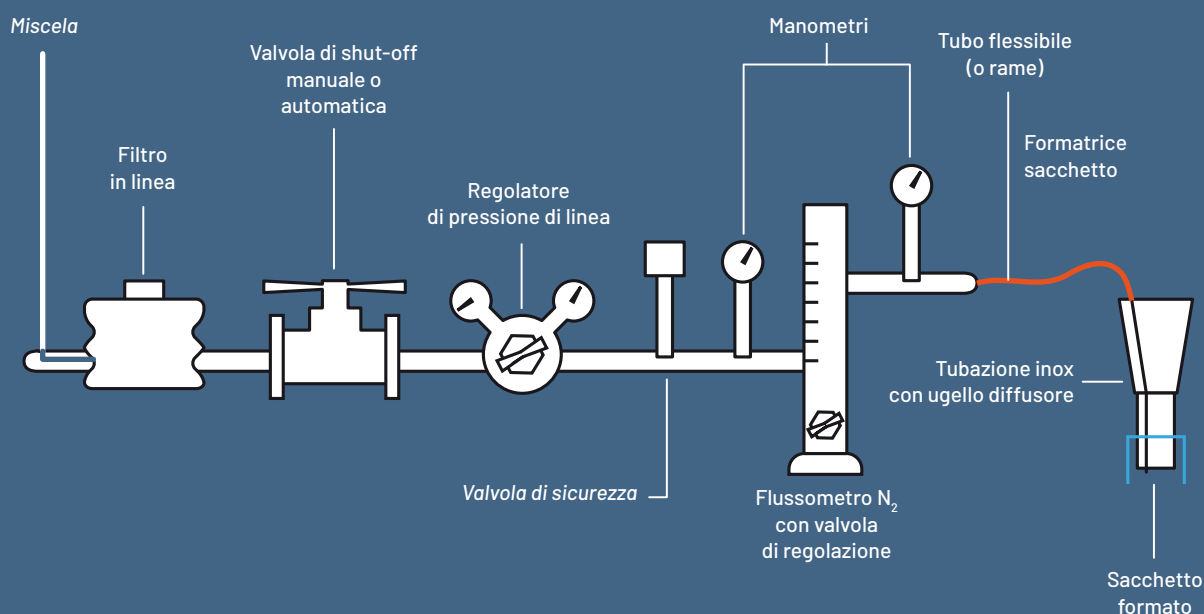 Miscela
Valvola di shut-off
manuale o
automatica
Manometri
Tubo flessibile
(o rame)
Filtro
in linea
Formatrice
sacchetto
Regolatore
di pressione di linea
Tubazione inox
con ugello diffusore
Valvola di sicurezza
Flussometro N₂
con valvola
di regolazione
Sacchetto
formato